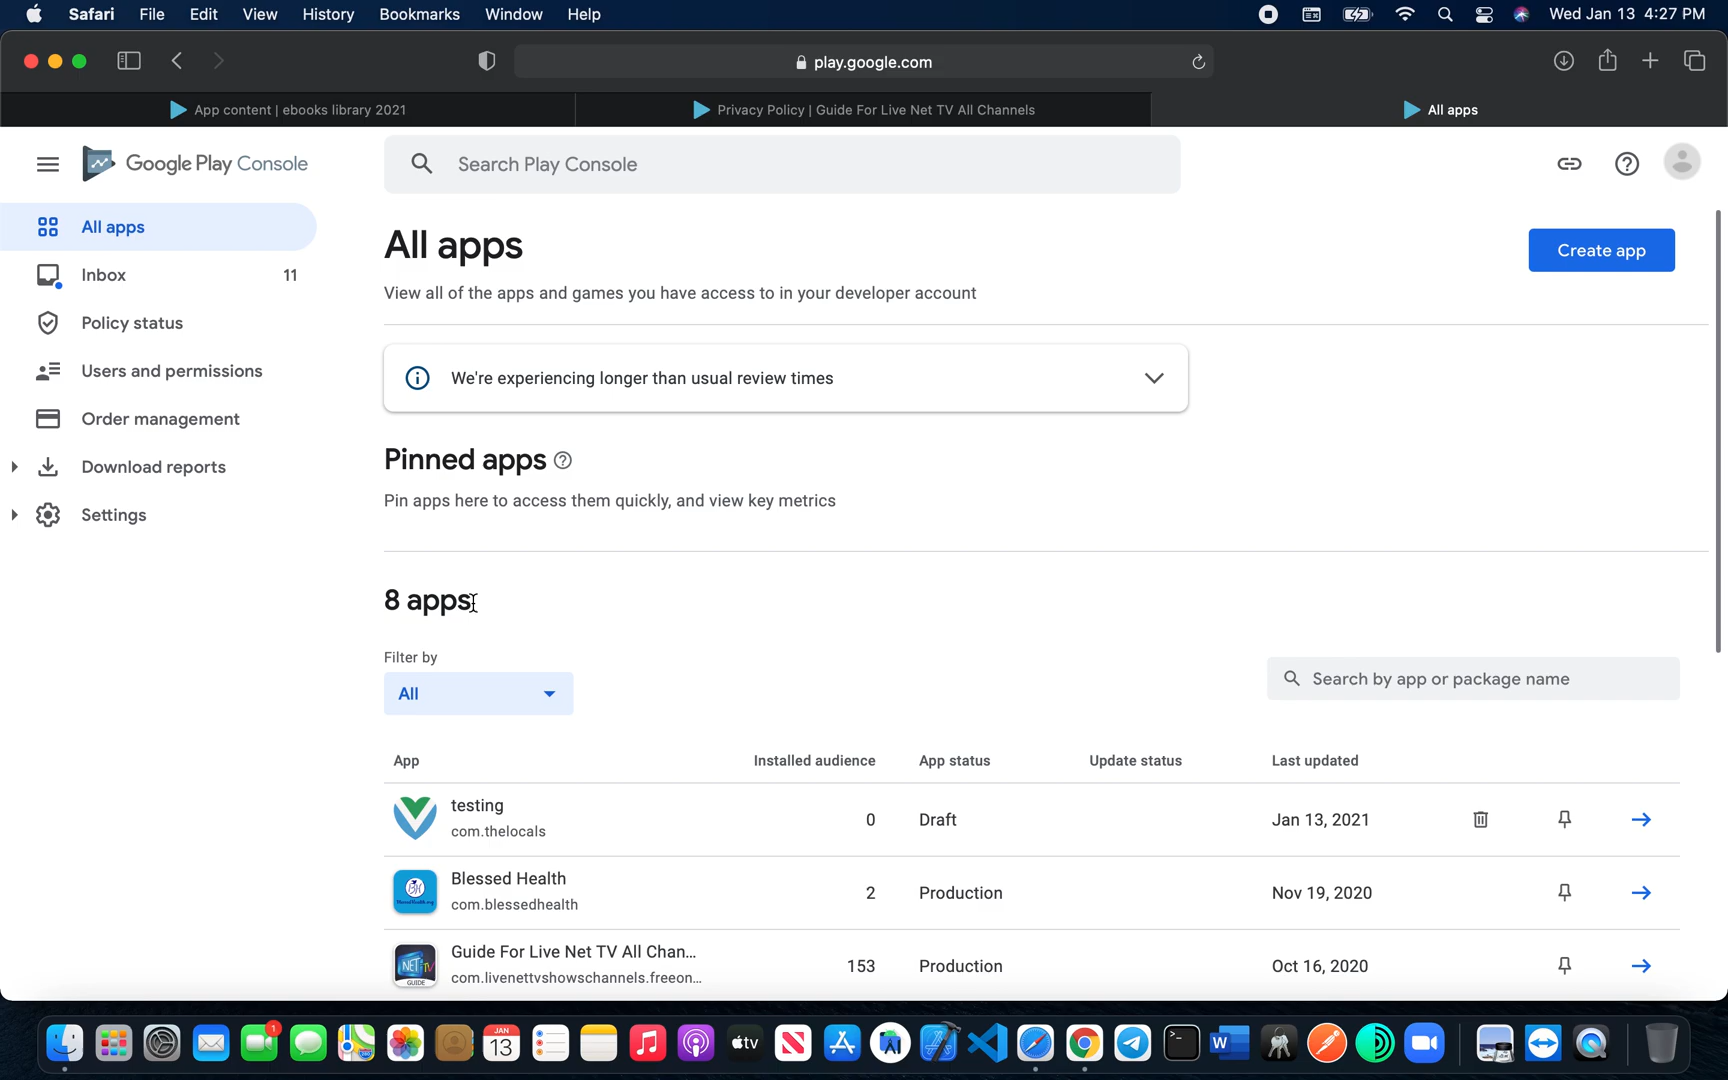 Safari File Edit View History Bookmarks Window Help Wed Jan 13 4:27 PM
play.google.com
App content | ebooks library 2021 Privacy Policy | Guide For Live Net TV All Channels All apps
Google Play Console
Search Play Console
All apps
Inbox 11
Policy status
Users and permissions
Order management
Download reports
Settings
All apps
Create app
View all of the apps and games you have access to in your developer account
We're experiencing longer than usual review times
Pinned apps
Pin apps here to access them quickly, and view key metrics
8 apps
Filter by
All
Search by app or package name
App Installed audience App status Update status Last updated
testing
com.thelocals
0 Draft Jan 13, 2021
Blessed Health
com.blessedhealth
2 Production Nov 19, 2020
Guide For Live Net TV All Chan...
com.livenettvshowschannels.freeon...
153 Production Oct 16, 2020
NET TV
GUIDE
1
JAN
13
tv
W